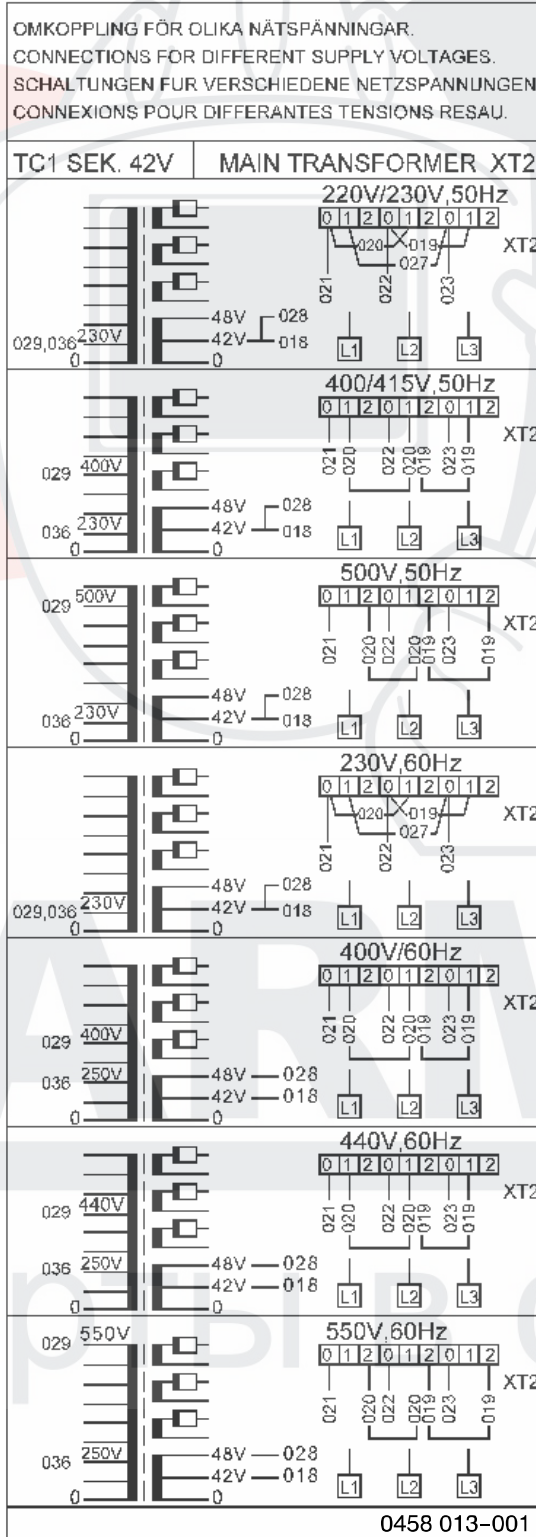 OMKOPPLING FÖR OLIKA NÄTSPÄNNINGAR.
CONNECTIONS FOR DIFFERENT SUPPLY VOLTAGES.
SCHALTUNGEN FUR VERSCHIEDENE NETZSPANNUNGEN
CONNEXIONS POUR DIFFERANTES TENSIONS RESAU.
TC1 SEK. 42V MAIN TRANSFORMER XT2
220V/230V,50Hz
0 1 2 0 1 2 0 1 2
XT2
020 019
027
021 022 023
48V 028
029,036 230V 42V 018
0 0
L1 L2 L3
400/415V,50Hz
0 1 2 0 1 2 0 1 2
XT2
021 020 022 020 019 023 019
029 400V
48V 028
036 230V 42V 018
0 0
L1 L2 L3
500V,50Hz
0 1 2 0 1 2 0 1 2
029 500V
XT2
021 020 022 020 019 023 019
48V 028
036 230V 42V 018
0 0
L1 L2 L3
230V,60Hz
0 1 2 0 1 2 0 1 2
XT2
020 019
027
021 022 023
48V 028
029,036 230V 42V 018
0 0
L1 L2 L3
400V/60Hz
0 1 2 0 1 2 0 1 2
XT2
021 020 022 020 019 023 019
029 400V
036 250V 48V 028
42V 018
0 0
L1 L2 L3
440V,60Hz
0 1 2 0 1 2 0 1 2
XT2
029 440V
021 020 022 020 019 023 019
036 250V 48V 028
42V 018
0 0
L1 L2 L3
550V,60Hz
029 550V
0 1 2 0 1 2 0 1 2
XT2
021 020 022 020 019 023 019
036 250V 48V 028
42V 018
0 0
L1 L2 L3
0458 013-001
ARM
рты в с